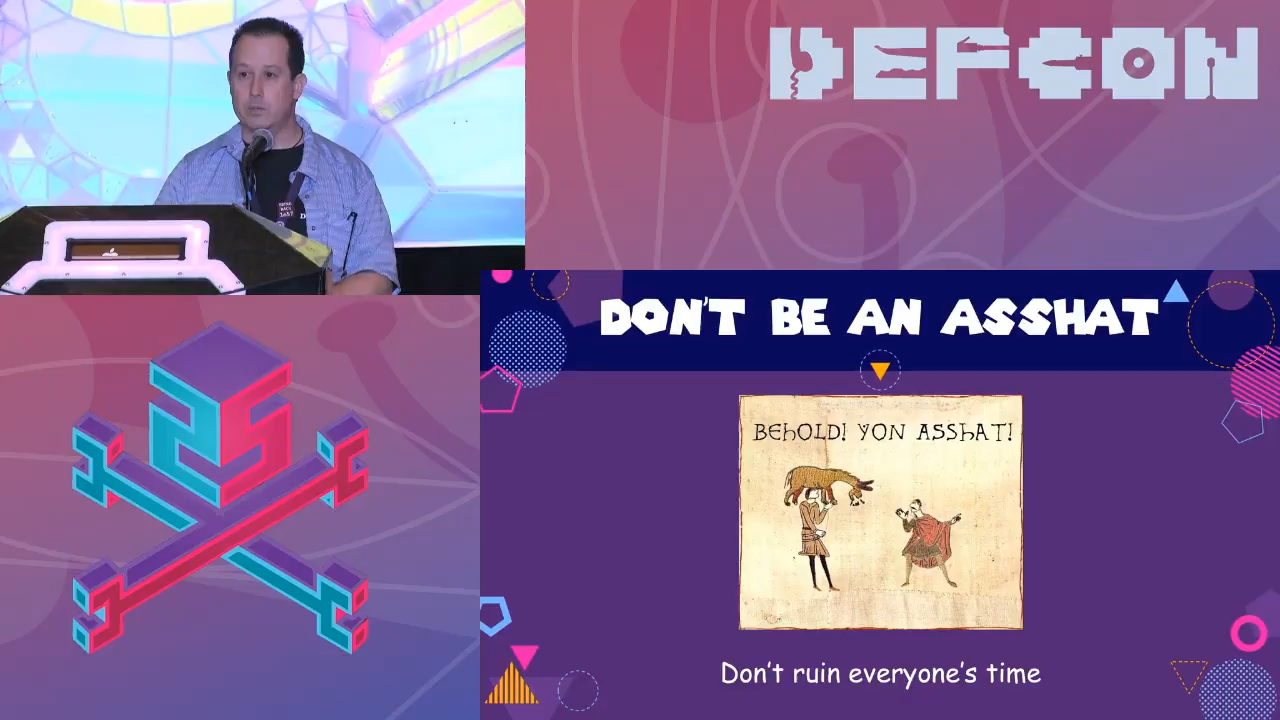 DEFCON
DON'T BE AN ASSHAT
BEHOLD! YON ASSHAT!
Don't ruin everyone's time